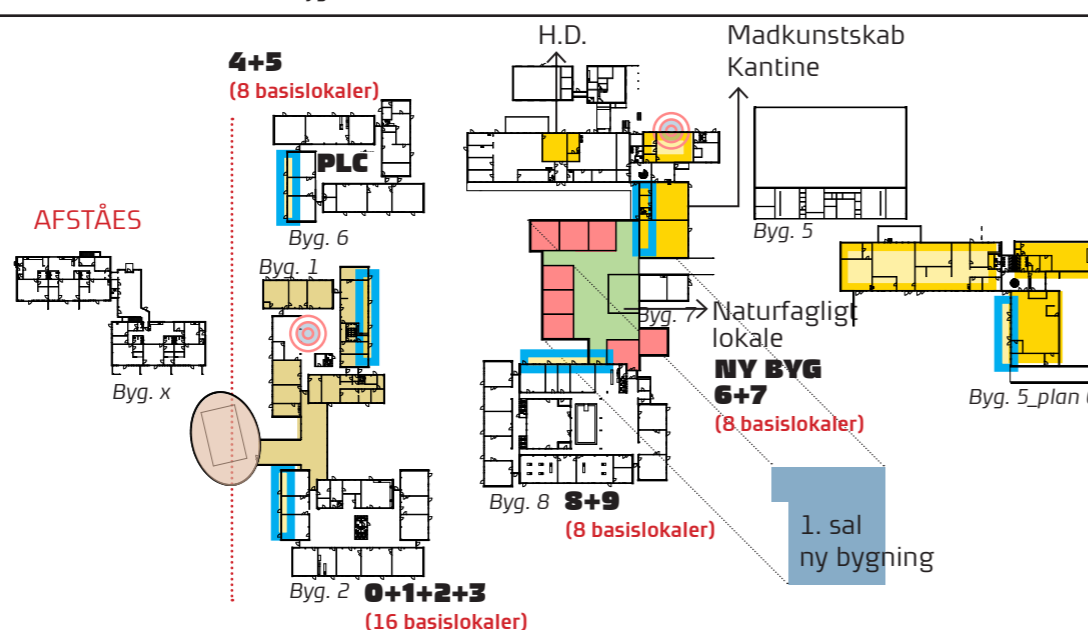 4+5
(8 basislokaler)
PLC
Byg. 6
AFSTÅES
Byg. x
Byg. 1
Byg. 2
0+1+2+3
(16 basislokaler)
H.D.
Madkunstskab
Kantine
Byg. 5
Byg. 7
Naturfagligt
lokale
NY BYG
6+7
(8 basislokaler)
Byg. 8
8+9
(8 basislokaler)
Byg. 5_plan
1. sal
ny bygning